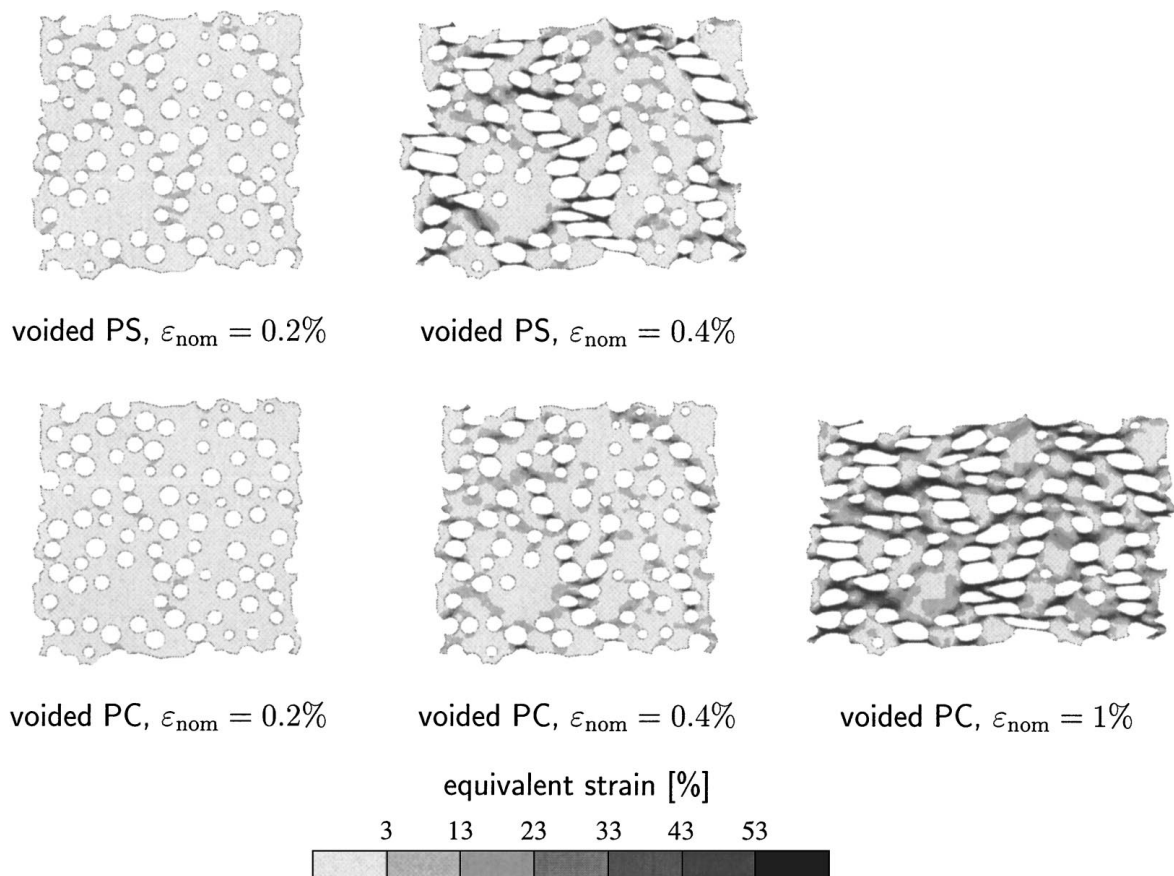 voided PS, εnom = 0.2%
voided PS, εnom = 0.4%
voided PC, εnom = 0.2%
voided PC, εnom = 0.4%
voided PC, εnom = 1%
equivalent strain [%]
3 13 23 33 43 53